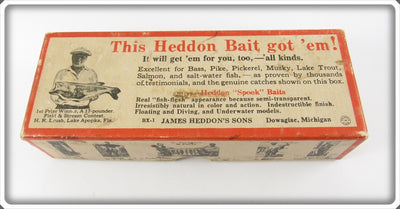 This Heddon Bait got 'em!
It will get 'em for you, too,—all kinds.
Excellent for Bass, Pike, Pickerel, Musky, Lake Trout,
Salmon, and salt-water fish,—as proven by thousands
of testimonials, and the genuine catches shown on this box.
Heddon "Spook" Baits
Real "fish-flesh" appearance because semi-transparent.
Irresistibly natural in color and action. Indestructible finish.
Floating and Diving, and Underwater models.
BX-1 JAMES HEDDON'S SONS Dowagiac, Michigan
1st Prize A 17-pounder.
Field & Stream Contest.
Lake Apopka, Fla.